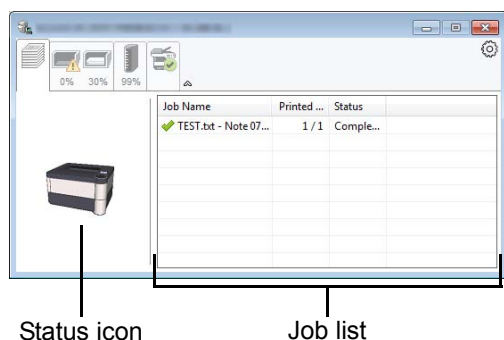 0% 30% 99%
Job Name Printed ... Status
TEST.txt - Note 07... 1 / 1 Comple...
Status icon Job list